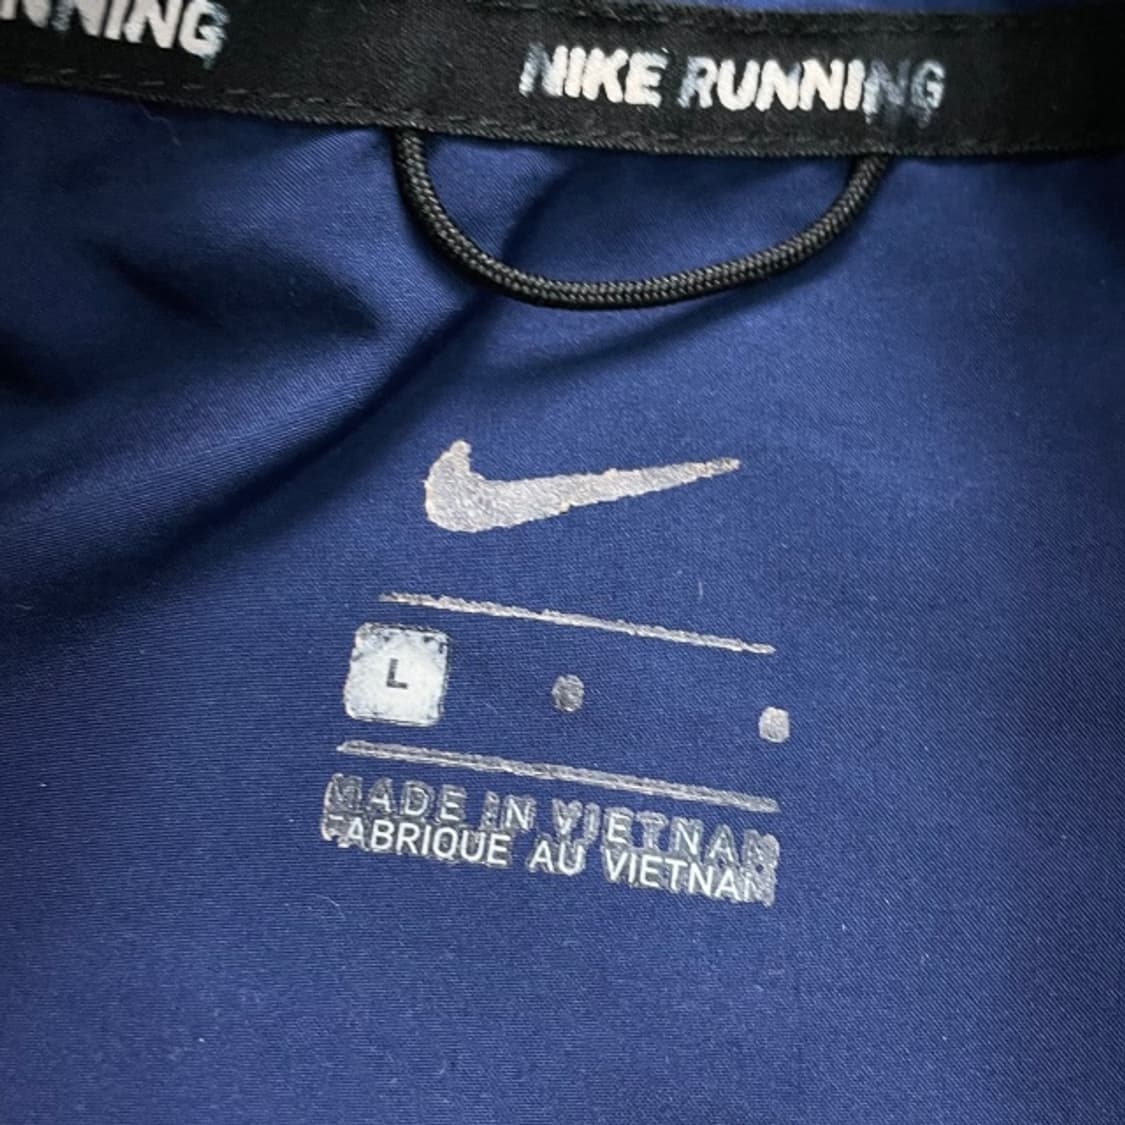 NNING
NIKE RUNNING
L
MADE IN VIETNAM
FABRIQUE AU VIETNAM